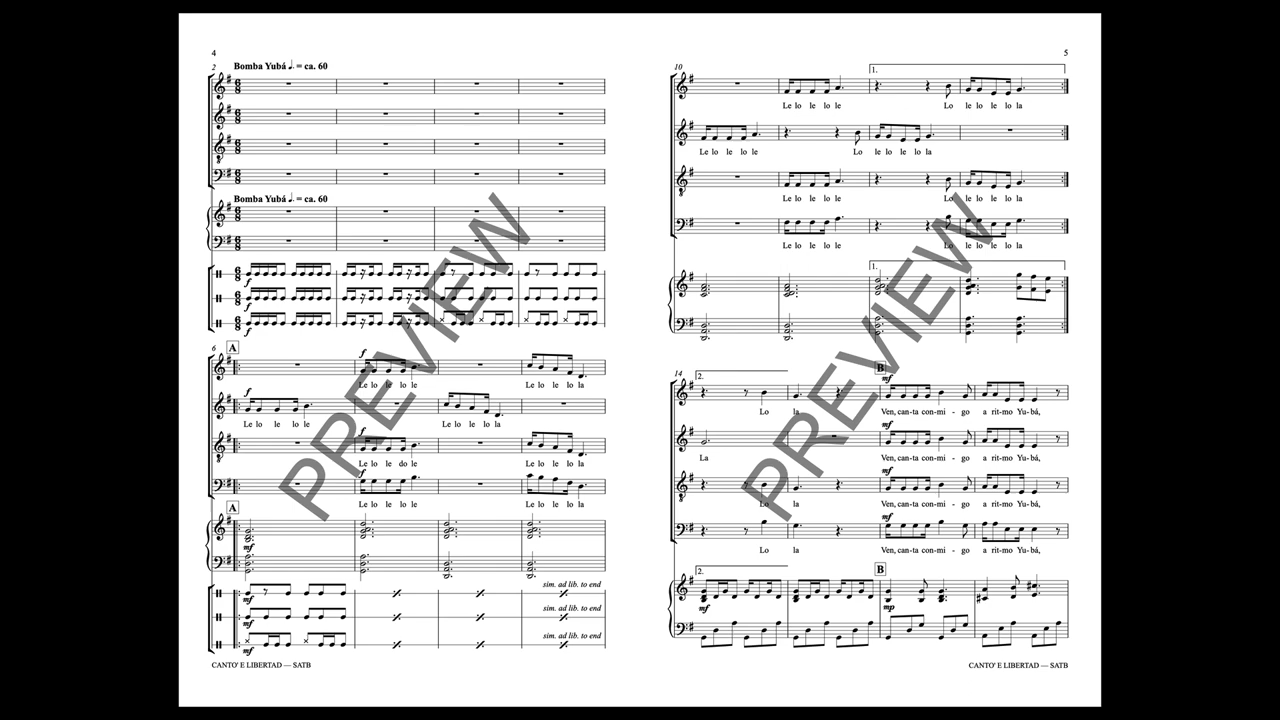 4
2
Bomba Yubá ♩. = ca. 60
Bomba Yubá ♩. = ca. 60
f
f
f
6
A
f
Le lo le lo le Le lo le lo la
f
Le lo le lo le Le lo le lo la
f
Le lo le do le Le lo le lo la
f
Le lo le lo le Le lo le lo la
A
mf
sim. ad lib. to end
mf
sim. ad lib. to end
mf
sim. ad lib. to end
mf
CANTO' E LIBERTAD — SATB
PREVIEW
5
10
1.
Le lo le lo le Lo le lo le lo la
Le lo le lo le Lo le lo le lo la
Le lo le lo le Lo le lo le lo la
Le lo le lo le Lo le lo le lo la
1.
14
2.
B
mf
Lo la Ven, can-ta con-mi - go a rit-mo Yu-bá,
mf
La Ven, can-ta con-mi - go a rit-mo Yu-bá,
mf
Lo la Ven, can-ta con-mi - go a rit-mo Yu-bá,
mf
Lo la Ven, can-ta con-mi - go a rit-mo Yu-bá,
2.
B
mf
mp
CANTO' E LIBERTAD — SATB
PREVIEW